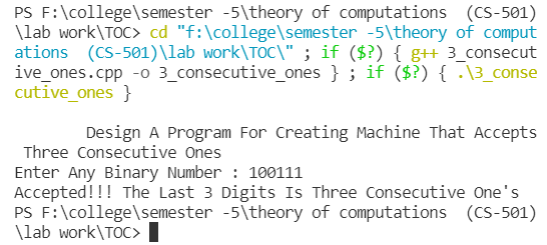 PS F:\college\semester -5\theory of computations  (CS-501)
\lab work\TOC> cd "f:\college\semester -5\theory of comput
ations  (CS-501)\lab work\TOC\" ; if ($?) { g++ 3_consecut
ive_ones.cpp -o 3_consecutive_ones } ; if ($?) { .\3_conse
cutive_ones }

        Design A Program For Creating Machine That Accepts
 Three Consecutive Ones
Enter Any Binary Number : 100111
Accepted!!! The Last 3 Digits Is Three Consecutive One's
PS F:\college\semester -5\theory of computations  (CS-501)
\lab work\TOC>